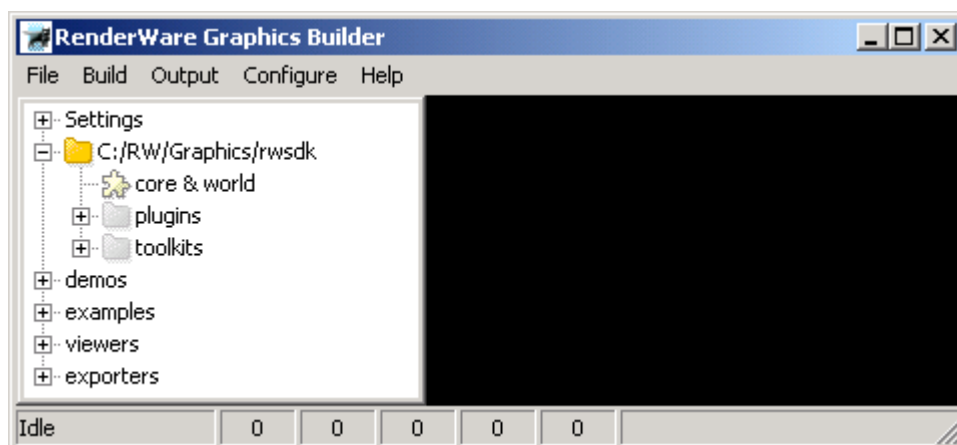 RenderWare Graphics Builder
File Build Output Configure Help
Settings
C:/RW/Graphics/rwsdk
core & world
plugins
toolkits
demos
examples
viewers
exporters
Idle 0 0 0 0 0